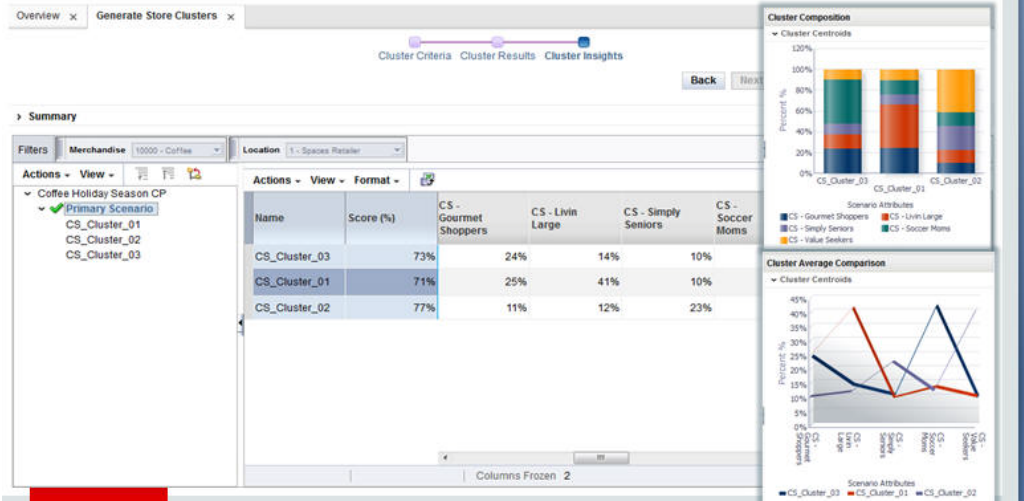 Overview x Generate Store Clusters x
Cluster Criteria Cluster Results Cluster Insights
Back Next
Summary
Filters Merchandise 10000 - Coffee Location 1 - Spaces Retailer
Actions View
Coffee Holiday Season CP
Primary Scenario
CS_Cluster_01
CS_Cluster_02
CS_Cluster_03
Actions View Format
Name Score (%) CS - Gourmet Shoppers CS - Livin Large CS - Simply Seniors CS - Soccer Moms
CS_Cluster_03 73% 24% 14% 10%
CS_Cluster_01 71% 25% 41% 10%
CS_Cluster_02 77% 11% 12% 23%
Columns Frozen 2
Cluster Composition
Cluster Centroids
120%
100%
80%
60%
40%
20%
0%
Percent %
CS_Cluster_03 CS_Cluster_01 CS_Cluster_02
Scenario Attributes
CS - Gourmet Shoppers CS - Livin Large
CS - Simply Seniors CS - Soccer Moms
CS - Value Seekers
Cluster Average Comparison
Cluster Centroids
45%
40%
35%
30%
25%
20%
15%
10%
5%
0%
Percent %
CS - Gourmet Shoppers
CS - Livin Large
CS - Simply Seniors
CS - Soccer Moms
CS - Value Seekers
Scenario Attributes
CS_Cluster_03 CS_Cluster_01 CS_Cluster_02